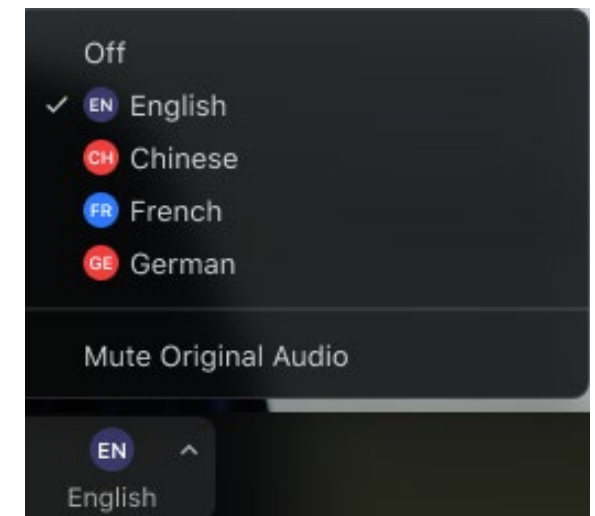 Off
EN English
CH Chinese
FR French
GE German
Mute Original Audio
EN
English